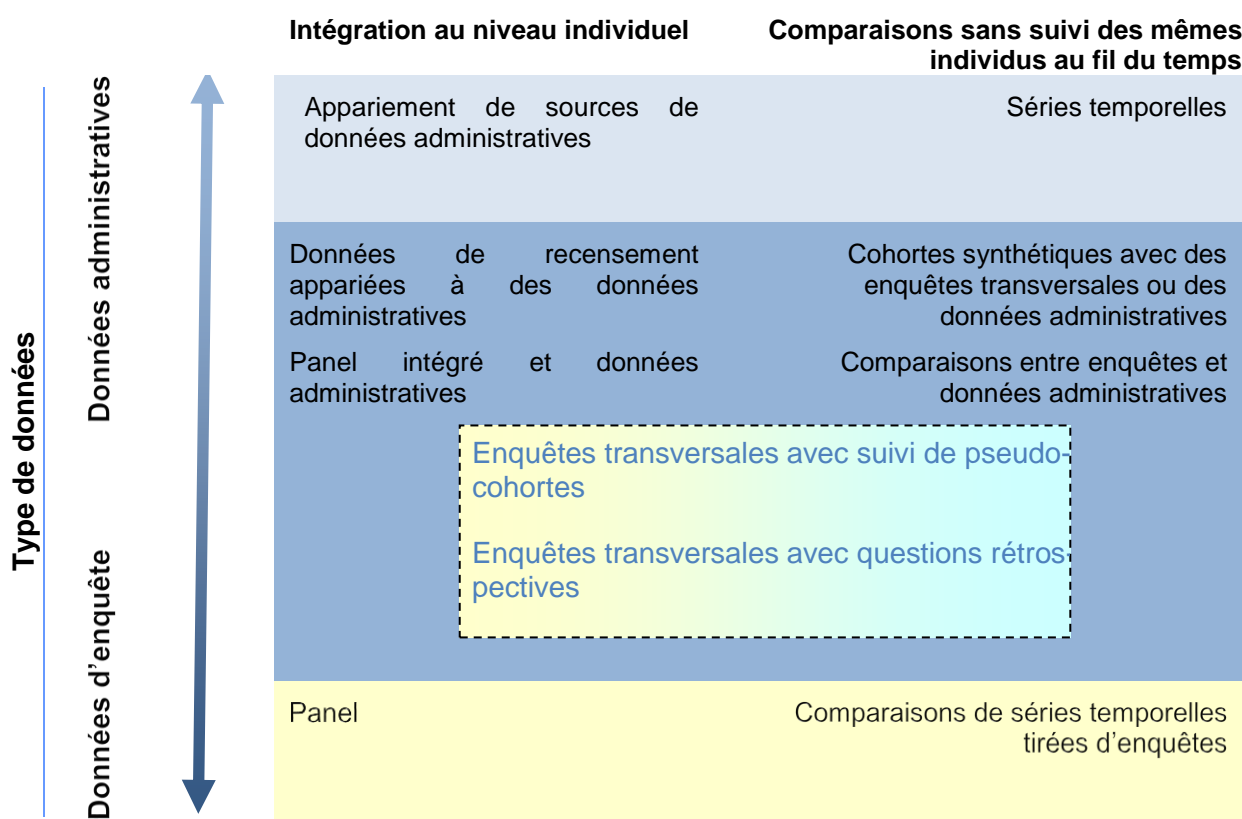 Intégration au niveau individuel
Comparaisons sans suivi des mêmes
individus au fil du temps
Type de données
Données administratives
Données d’enquête
Appariement de sources de
données administratives
Séries temporelles
Données de recensement
appariées à des données
administratives
Cohortes synthétiques avec des
enquêtes transversales ou des
données administratives
Panel intégré et données
administratives
Comparaisons entre enquêtes et
données administratives
Enquêtes transversales avec suivi de pseudo-
cohortes
Enquêtes transversales avec questions rétros-
pectives
Panel
Comparaisons de séries temporelles
tirées d’enquêtes